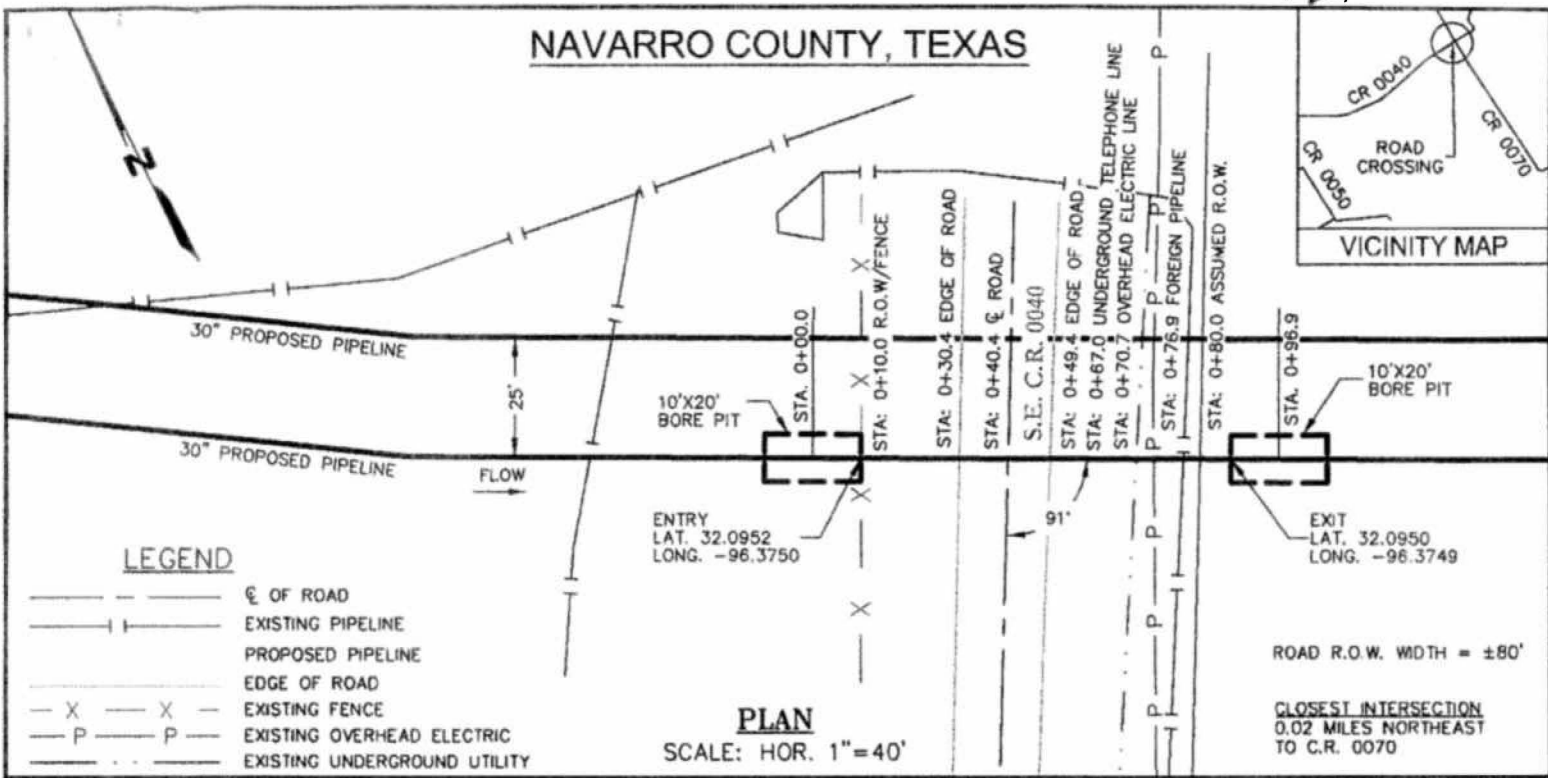 NAVARRO COUNTY, TEXAS
N
CR 0040
CR 0070
CR 0050
ROAD
CROSSING
VICINITY MAP
30" PROPOSED PIPELINE
30" PROPOSED PIPELINE
25'
FLOW
10'X20'
BORE PIT
STA. 0+00.0
STA: 0+10.0 R.O.W/FENCE
STA: 0+30.4 EDGE OF ROAD
STA: 0+40.4 ℄ ROAD
S.E. C.R. 0040
STA: 0+49.4 EDGE OF ROAD
STA: 0+67.0 UNDERGROUND TELEPHONE LINE
STA: 0+70.7 OVERHEAD ELECTRIC LINE
STA: 0+76.9 FOREIGN PIPELINE
STA: 0+80.0 ASSUMED R.O.W.
STA. 0+96.9
10'X20'
BORE PIT
91°
ENTRY
LAT. 32.0952
LONG. -96.3750
EXIT
LAT. 32.0950
LONG. -96.3749
LEGEND
℄ OF ROAD
EXISTING PIPELINE
PROPOSED PIPELINE
EDGE OF ROAD
X X EXISTING FENCE
P P EXISTING OVERHEAD ELECTRIC
EXISTING UNDERGROUND UTILITY
PLAN
SCALE: HOR. 1"=40'
ROAD R.O.W. WIDTH = ±80'
CLOSEST INTERSECTION
0.02 MILES NORTHEAST
TO C.R. 0070